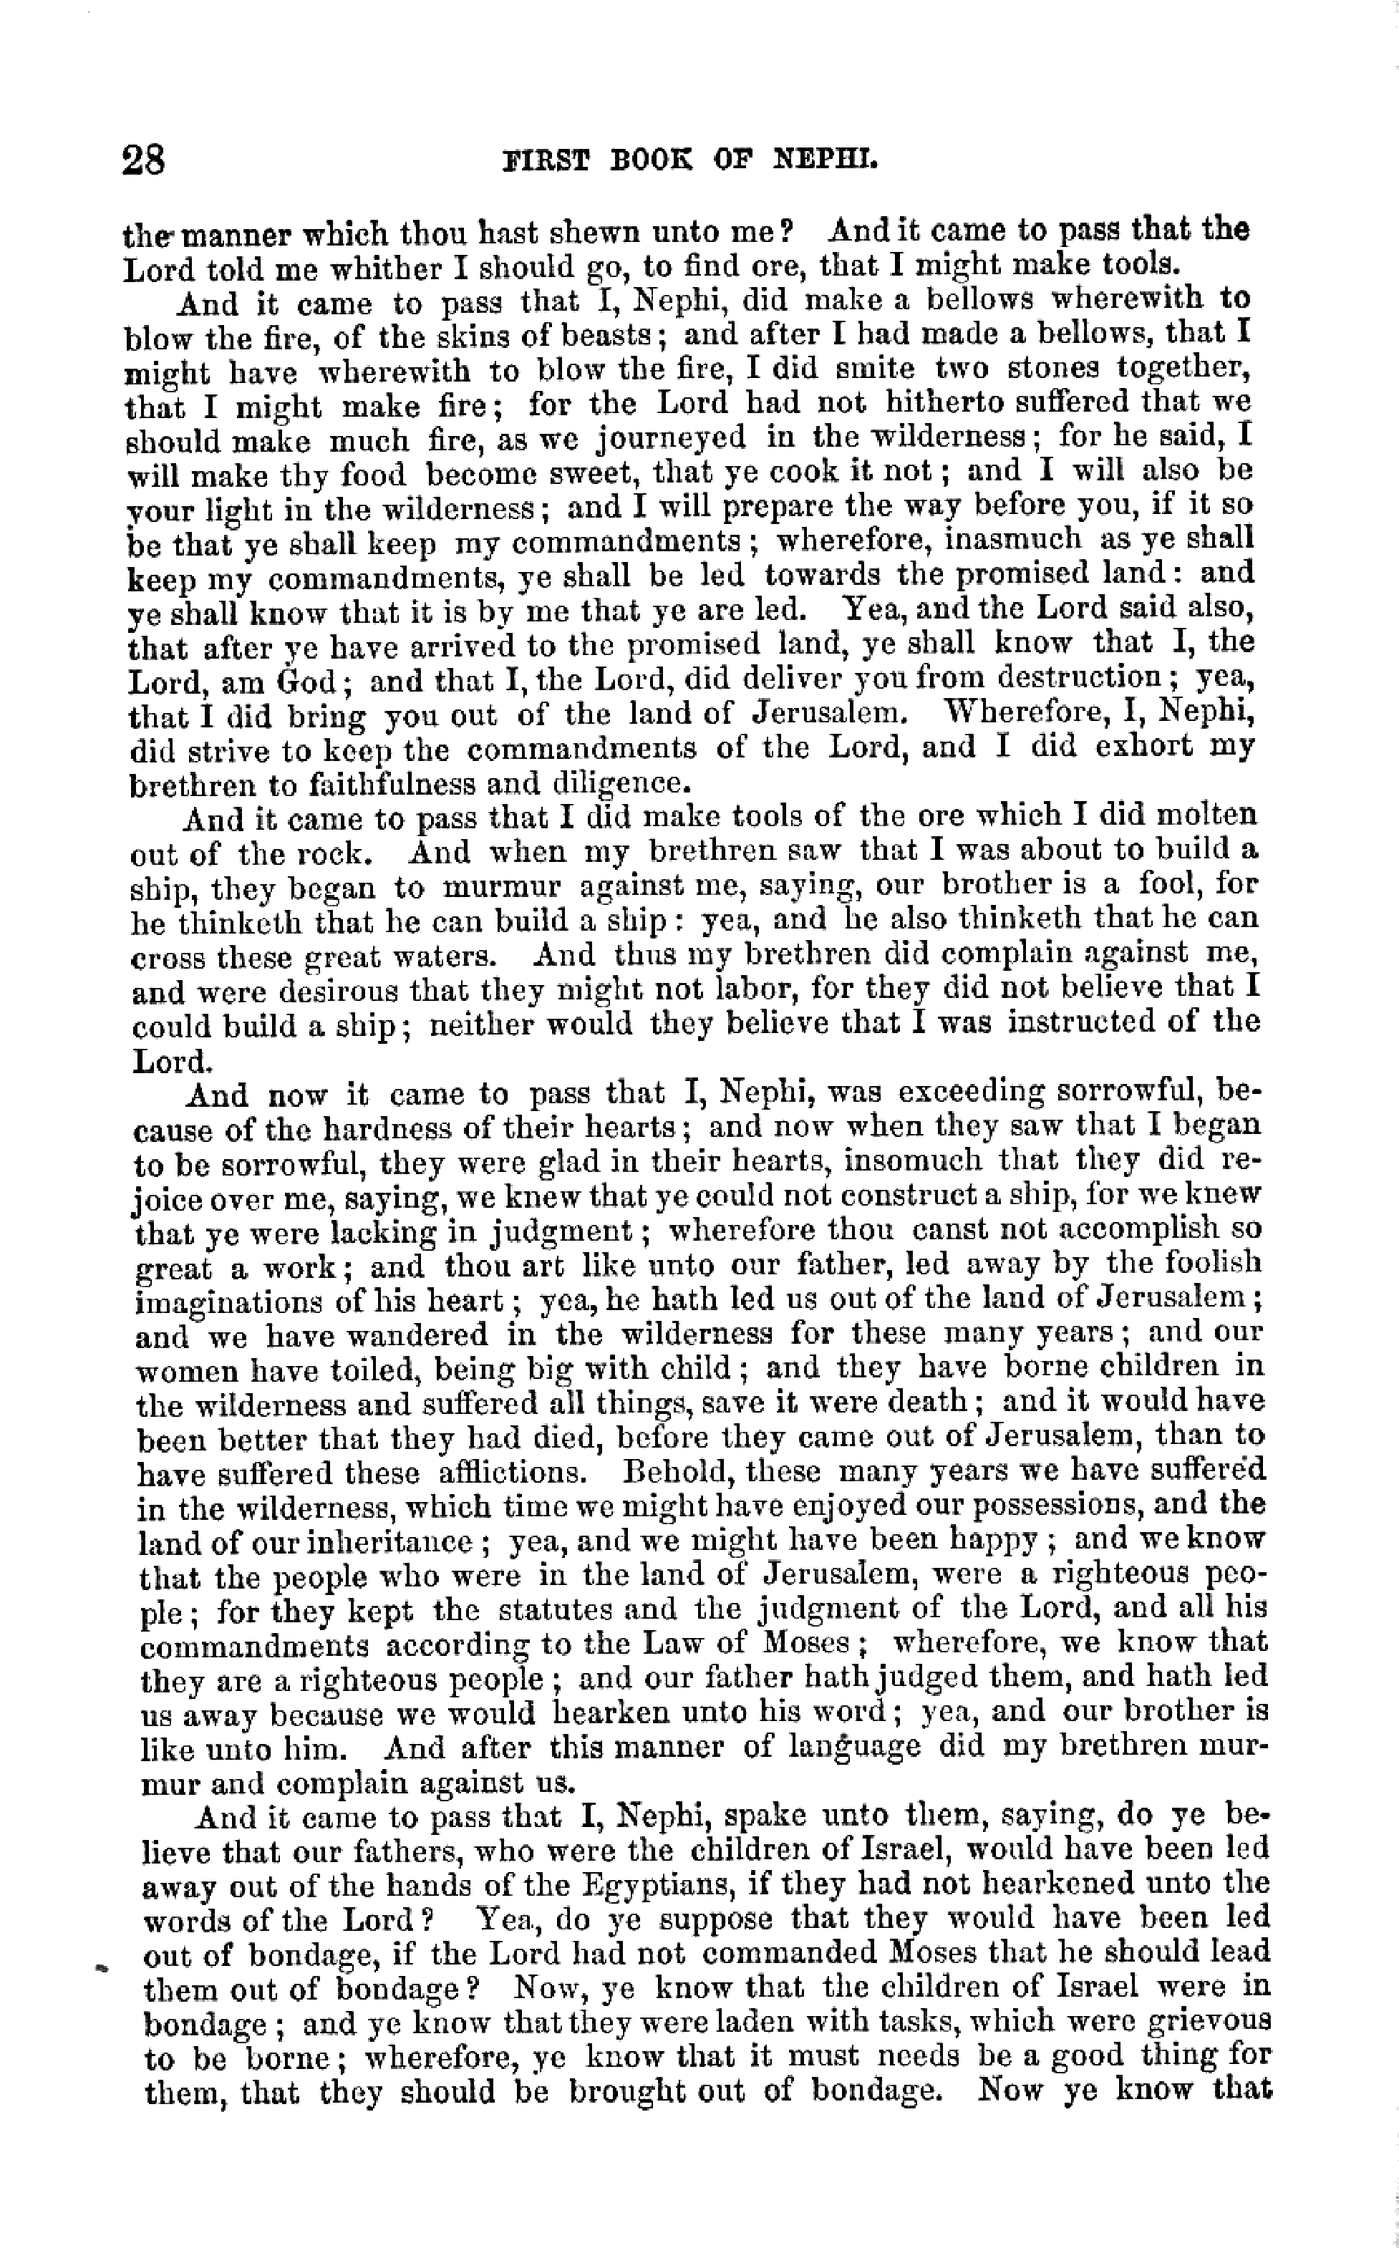 28 FIRST BOOK OF NEPHI.
the manner which thou hast shewn unto me? And it came to pass that the
Lord told me whither I should go, to find ore, that I might make tools.
And it came to pass that I, Nephi, did make a bellows wherewith to
blow the fire, of the skins of beasts; and after I had made a bellows, that I
might have wherewith to blow the fire, I did smite two stones together,
that I might make fire; for the Lord had not hitherto suffered that we
should make much fire, as we journeyed in the wilderness; for he said, I
will make thy food become sweet, that ye cook it not; and I will also be
your light in the wilderness; and I will prepare the way before you, if it so
be that ye shall keep my commandments; wherefore, inasmuch as ye shall
keep my commandments, ye shall be led towards the promised land: and
ye shall know that it is by me that ye are led. Yea, and the Lord said also,
that after ye have arrived to the promised land, ye shall know that I, the
Lord, am God; and that I, the Lord, did deliver you from destruction; yea,
that I did bring you out of the land of Jerusalem. Wherefore, I, Nephi,
did strive to keep the commandments of the Lord, and I did exhort my
brethren to faithfulness and diligence.
And it came to pass that I did make tools of the ore which I did molten
out of the rock. And when my brethren saw that I was about to build a
ship, they began to murmur against me, saying, our brother is a fool, for
he thinketh that he can build a ship: yea, and he also thinketh that he can
cross these great waters. And thus my brethren did complain against me,
and were desirous that they might not labor, for they did not believe that I
could build a ship; neither would they believe that I was instructed of the
Lord.
And now it came to pass that I, Nephi, was exceeding sorrowful, be-
cause of the hardness of their hearts; and now when they saw that I began
to be sorrowful, they were glad in their hearts, insomuch that they did re-
joice over me, saying, we knew that ye could not construct a ship, for we knew
that ye were lacking in judgment; wherefore thou canst not accomplish so
great a work; and thou art like unto our father, led away by the foolish
imaginations of his heart; yea, he hath led us out of the land of Jerusalem;
and we have wandered in the wilderness for these many years; and our
women have toiled, being big with child; and they have borne children in
the wilderness and suffered all things, save it were death; and it would have
been better that they had died, before they came out of Jerusalem, than to
have suffered these afflictions. Behold, these many years we have suffered
in the wilderness, which time we might have enjoyed our possessions, and the
land of our inheritance; yea, and we might have been happy; and we know
that the people who were in the land of Jerusalem, were a righteous peo-
ple; for they kept the statutes and the judgment of the Lord, and all his
commandments according to the Law of Moses; wherefore, we know that
they are a righteous people; and our father hath judged them, and hath led
us away because we would hearken unto his word; yea, and our brother is
like unto him. And after this manner of language did my brethren mur-
mur and complain against us.
And it came to pass that I, Nephi, spake unto them, saying, do ye be-
lieve that our fathers, who were the children of Israel, would have been led
away out of the hands of the Egyptians, if they had not hearkened unto the
words of the Lord? Yea, do ye suppose that they would have been led
out of bondage, if the Lord had not commanded Moses that he should lead
them out of bondage? Now, ye know that the children of Israel were in
bondage; and ye know that they were laden with tasks, which were grievous
to be borne; wherefore, ye know that it must needs be a good thing for
them, that they should be brought out of bondage. Now ye know that